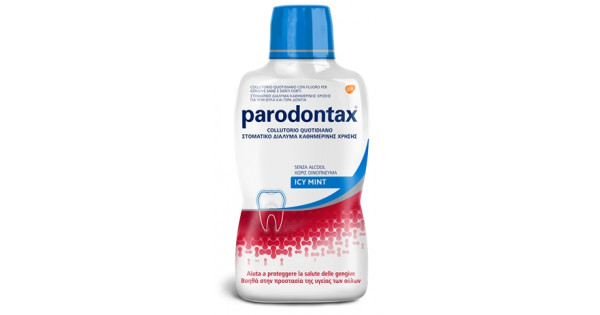 COLLUTORIO QUOTIDIANO CON FLUORO PER
GENGIVE SANE E DENTI FORTI
ΣΤΟΜΑΤΙΚΟ ΔΙΑΛΥΜΑ ΚΑΘΗΜΕΡΙΝΗΣ ΧΡΗΣΗΣ
ΓΙΑ ΥΓΙΗ ΟΥΛΑ ΚΑΙ ΓΕΡΑ ΔΟΝΤΙΑ
gsk
parodontax®
COLLUTORIO QUOTIDIANO
ΣΤΟΜΑΤΙΚΟ ΔΙΑΛΥΜΑ ΚΑΘΗΜΕΡΙΝΗΣ ΧΡΗΣΗΣ
SENZA ALCOOL
ΧΩΡΙΣ ΟΙΝΟΠΝΕΥΜΑ
ICY MINT
Aiuta a proteggere la salute delle gengive
Βοηθά στην προστασία της υγείας των ούλων